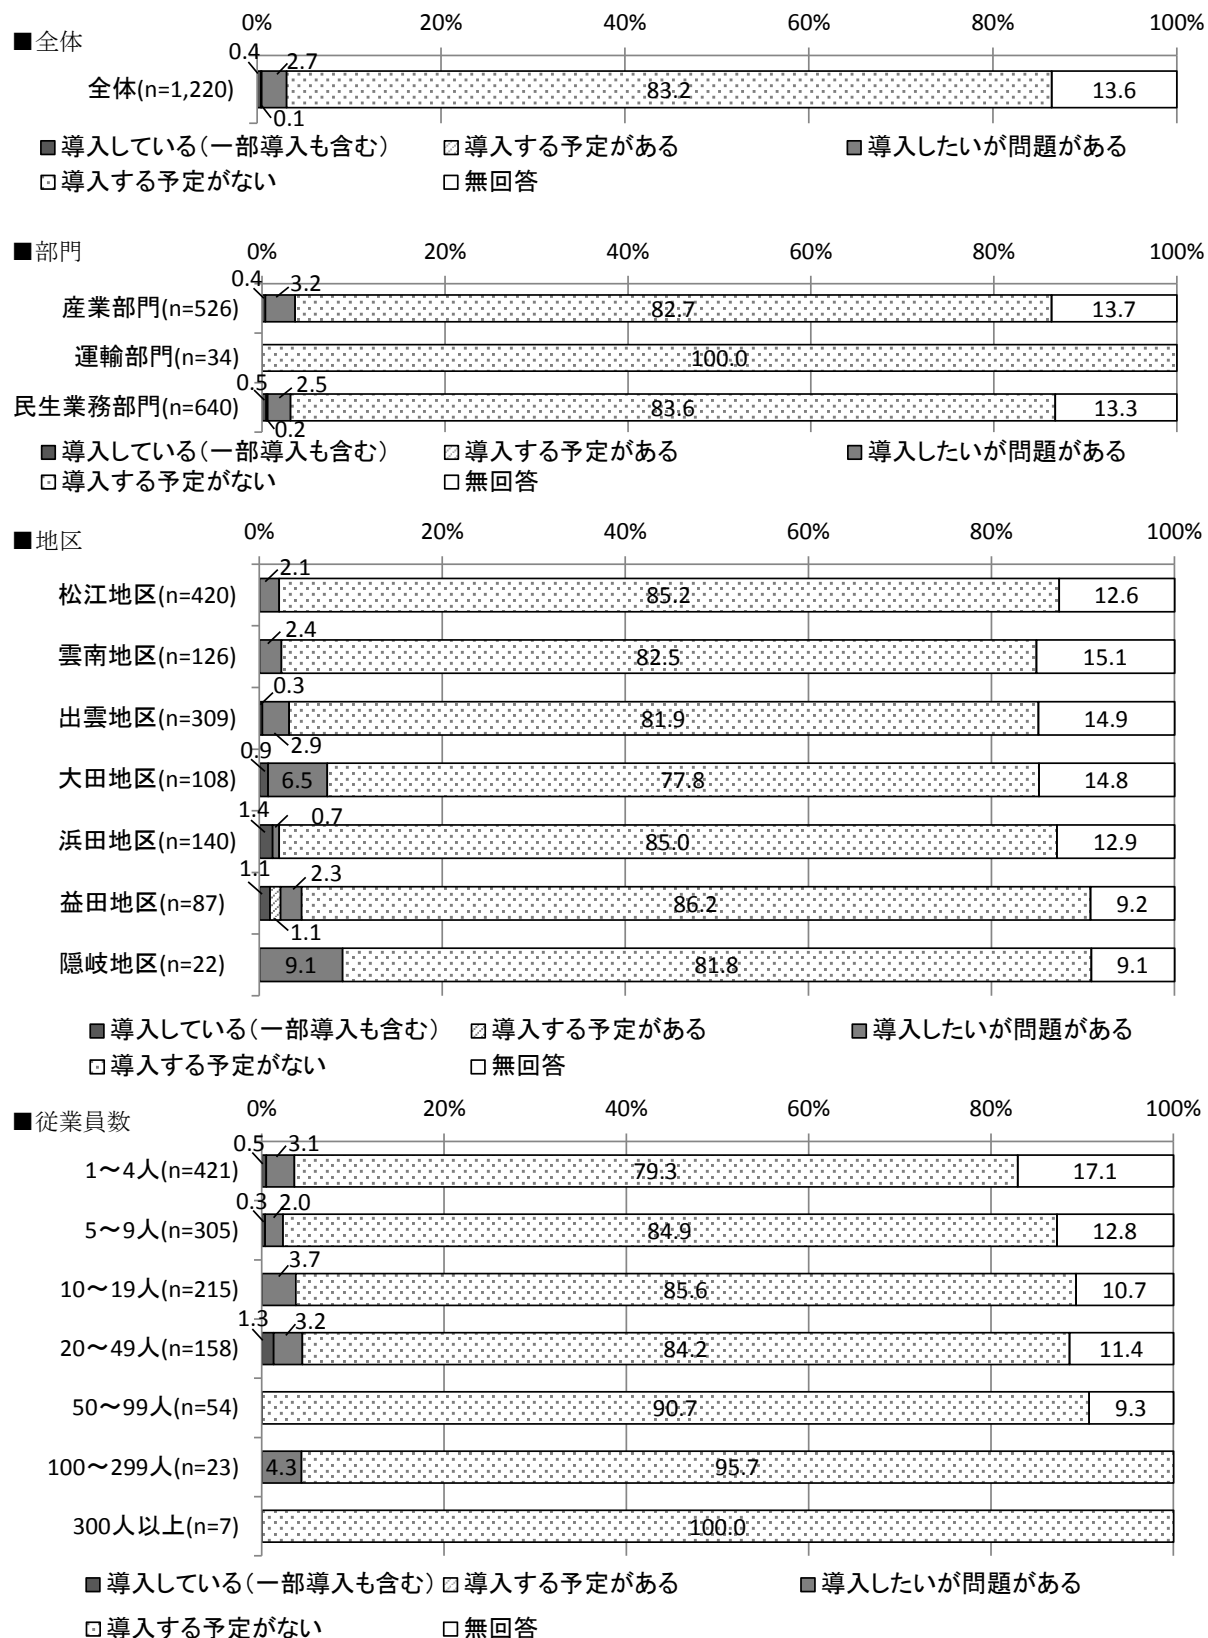 0% 20% 40% 60% 80% 100%
■全体
0.4 2.7
全体(n=1,220) 83.2 13.6
0.1
■導入している(一部導入も含む) 導入する予定がある ■導入したいが問題がある
導入する予定がない □無回答
■部門 0% 20% 40% 60% 80% 100%
0.4 3.2
産業部門(n=526) 82.7 13.7
運輸部門(n=34) 100.0
0.5 2.5
民生業務部門(n=640) 83.6 13.3
0.2
■導入している(一部導入も含む) 導入する予定がある ■導入したいが問題がある
導入する予定がない □無回答
0% 20% 40% 60% 80% 100%
■地区
2.1
松江地区(n=420) 85.2 12.6
2.4
雲南地区(n=126) 82.5 15.1
0.3
出雲地区(n=309) 81.9 14.9
2.9
0.9
大田地区(n=108) 6.5 77.8 14.8
1.4 0.7
浜田地区(n=140) 85.0 12.9
1.1 2.3
益田地区(n=87) 86.2 9.2
1.1
隠岐地区(n=22) 9.1 81.8 9.1
■導入している(一部導入も含む) 導入する予定がある ■導入したいが問題がある
導入する予定がない □無回答
0% 20% 40% 60% 80% 100%
■従業員数
0.5 3.1
1～4人(n=421) 79.3 17.1
0.3 2.0
5～9人(n=305) 84.9 12.8
3.7
10～19人(n=215) 85.6 10.7
1.3 3.2
20～49人(n=158) 84.2 11.4
50～99人(n=54) 90.7 9.3
100～299人(n=23) 4.3 95.7
300人以上(n=7) 100.0
■導入している(一部導入も含む) 導入する予定がある ■導入したいが問題がある
導入する予定がない □無回答